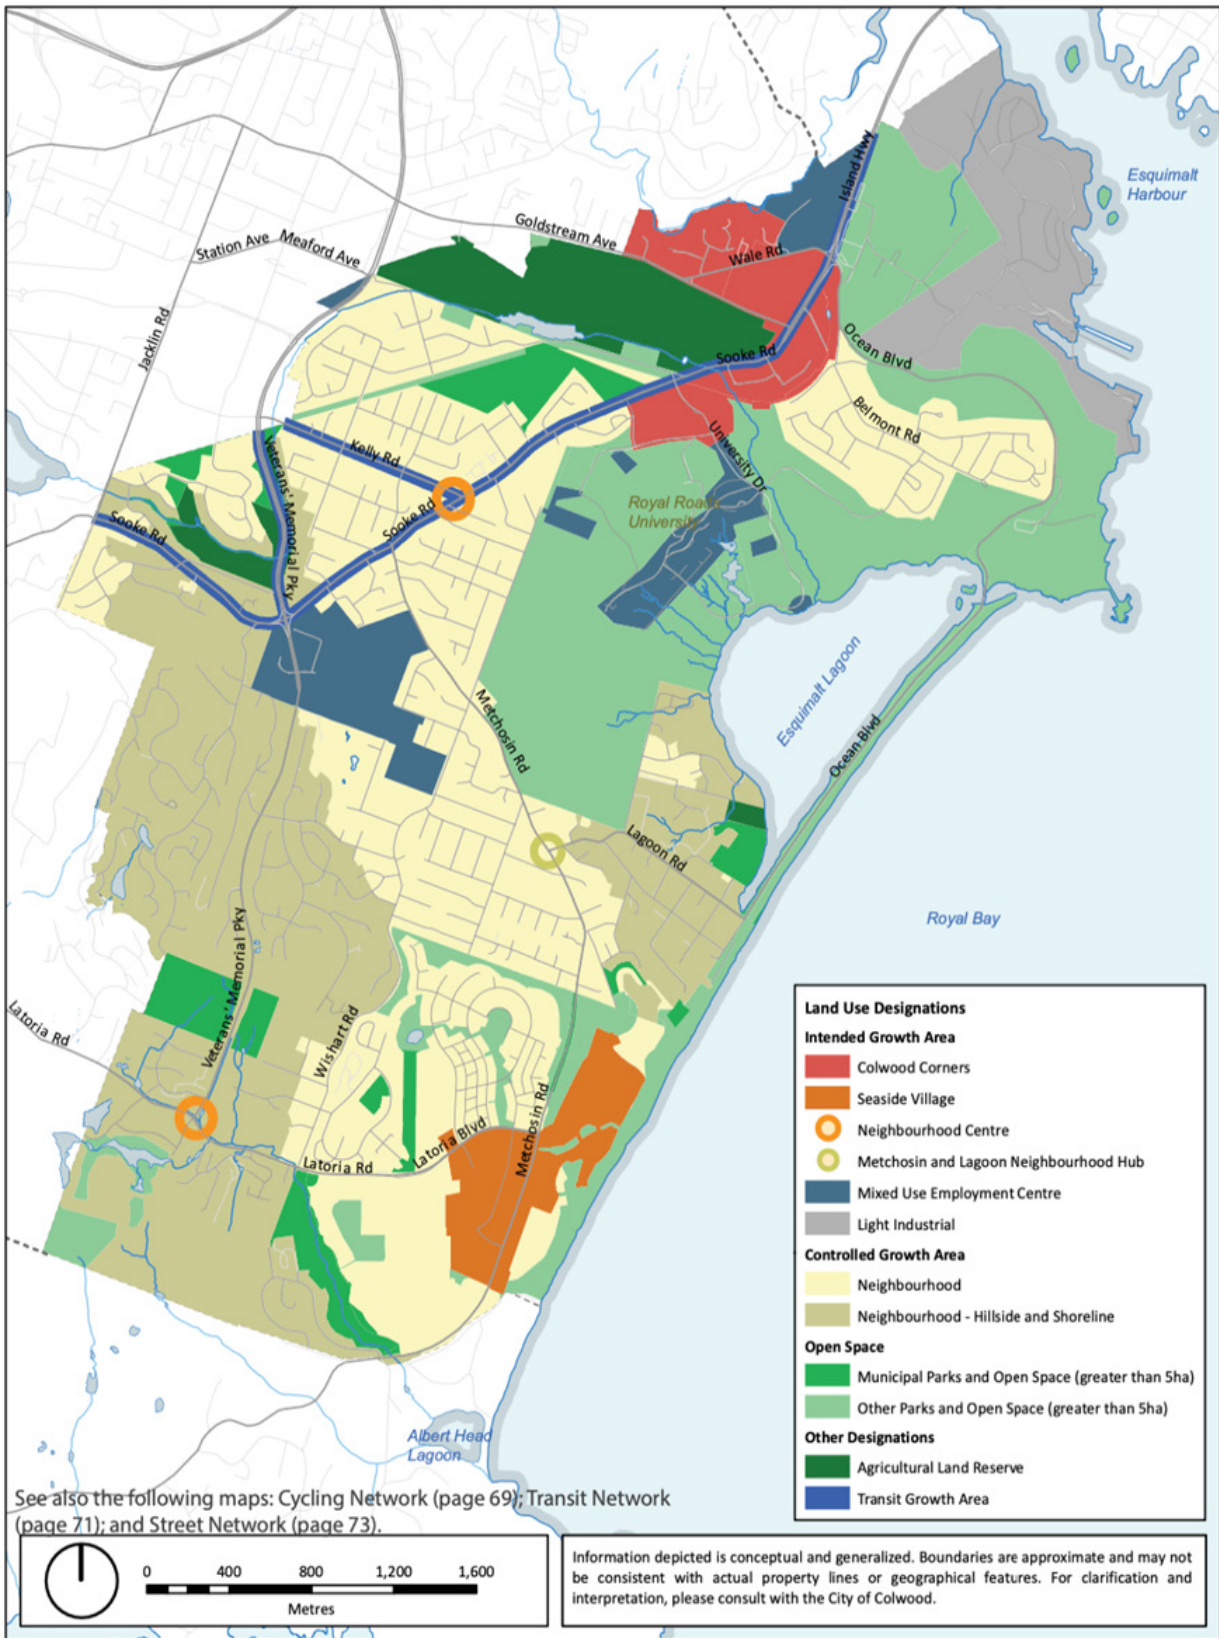 Island Hwy
Esquimalt
Harbour
Goldstream Ave
Station Ave
Meaford Ave
Wale Rd
Jacklin Rd
Ocean Blvd
Sooke Rd
Belmont Rd
Kelly Rd
University Dr
Veterans' Memorial Pky
Royal Roads
University
Sooke Rd
Sooke Rd
Esquimalt Lagoon
Metchosin Rd
Ocean Blvd
Lagoon Rd
Royal Bay
Veterans' Memorial Pky
Latoria Rd
Wishart Rd
Metchosin Rd
Latoria Blvd
Latoria Rd
Albert Head
Lagoon
Land Use Designations
Intended Growth Area
Colwood Corners
Seaside Village
Neighbourhood Centre
Metchosin and Lagoon Neighbourhood Hub
Mixed Use Employment Centre
Light Industrial
Controlled Growth Area
Neighbourhood
Neighbourhood - Hillside and Shoreline
Open Space
Municipal Parks and Open Space (greater than 5ha)
Other Parks and Open Space (greater than 5ha)
Other Designations
Agricultural Land Reserve
Transit Growth Area
See also the following maps: Cycling Network (page 69); Transit Network
(page 71); and Street Network (page 73).
0 400 800 1,200 1,600
Metres
Information depicted is conceptual and generalized. Boundaries are approximate and may not
be consistent with actual property lines or geographical features. For clarification and
interpretation, please consult with the City of Colwood.